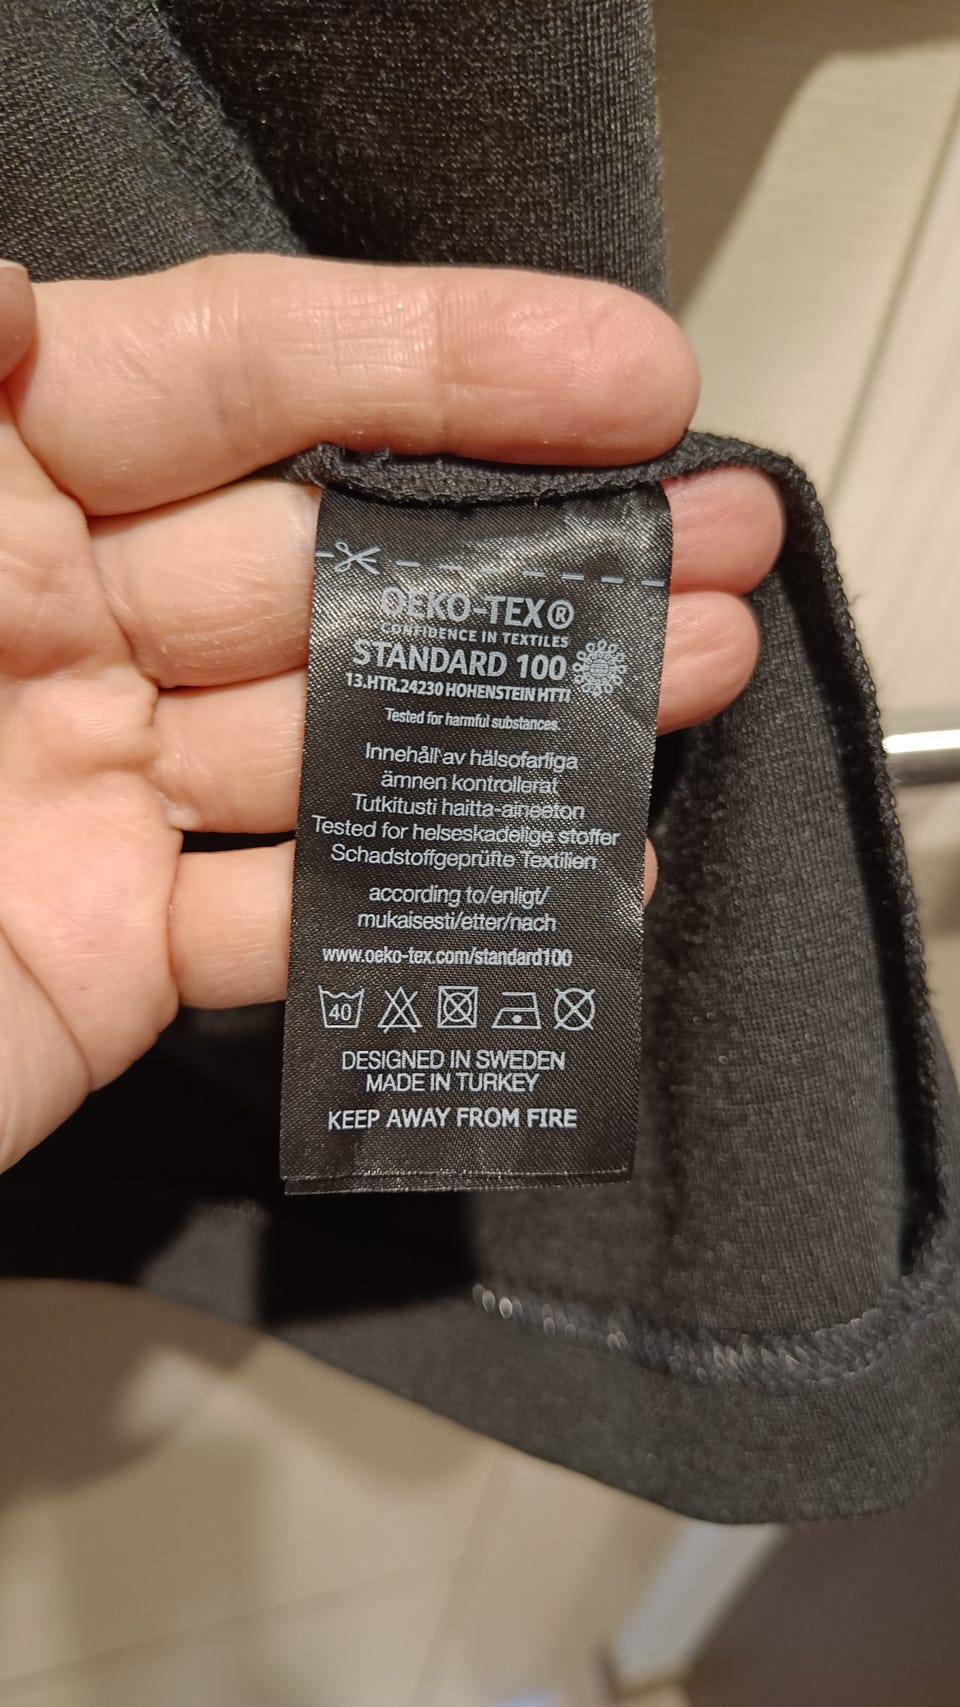 OEKO-TEX®
CONFIDENCE IN TEXTILES
STANDARD 100
13.HTR.24230 HOHENSTEIN HTTI
Tested for harmful substances.
Innehåll av hälsofarliga
ämnen kontrollerat
Tutkitusti haitta-aineeton
Tested for helseskadelige stoffer
Schadstoffgeprüfte Textilien
according to/enligt/
mukaisesti/etter/nach
www.oeko-tex.com/standard100
40
DESIGNED IN SWEDEN
MADE IN TURKEY
KEEP AWAY FROM FIRE